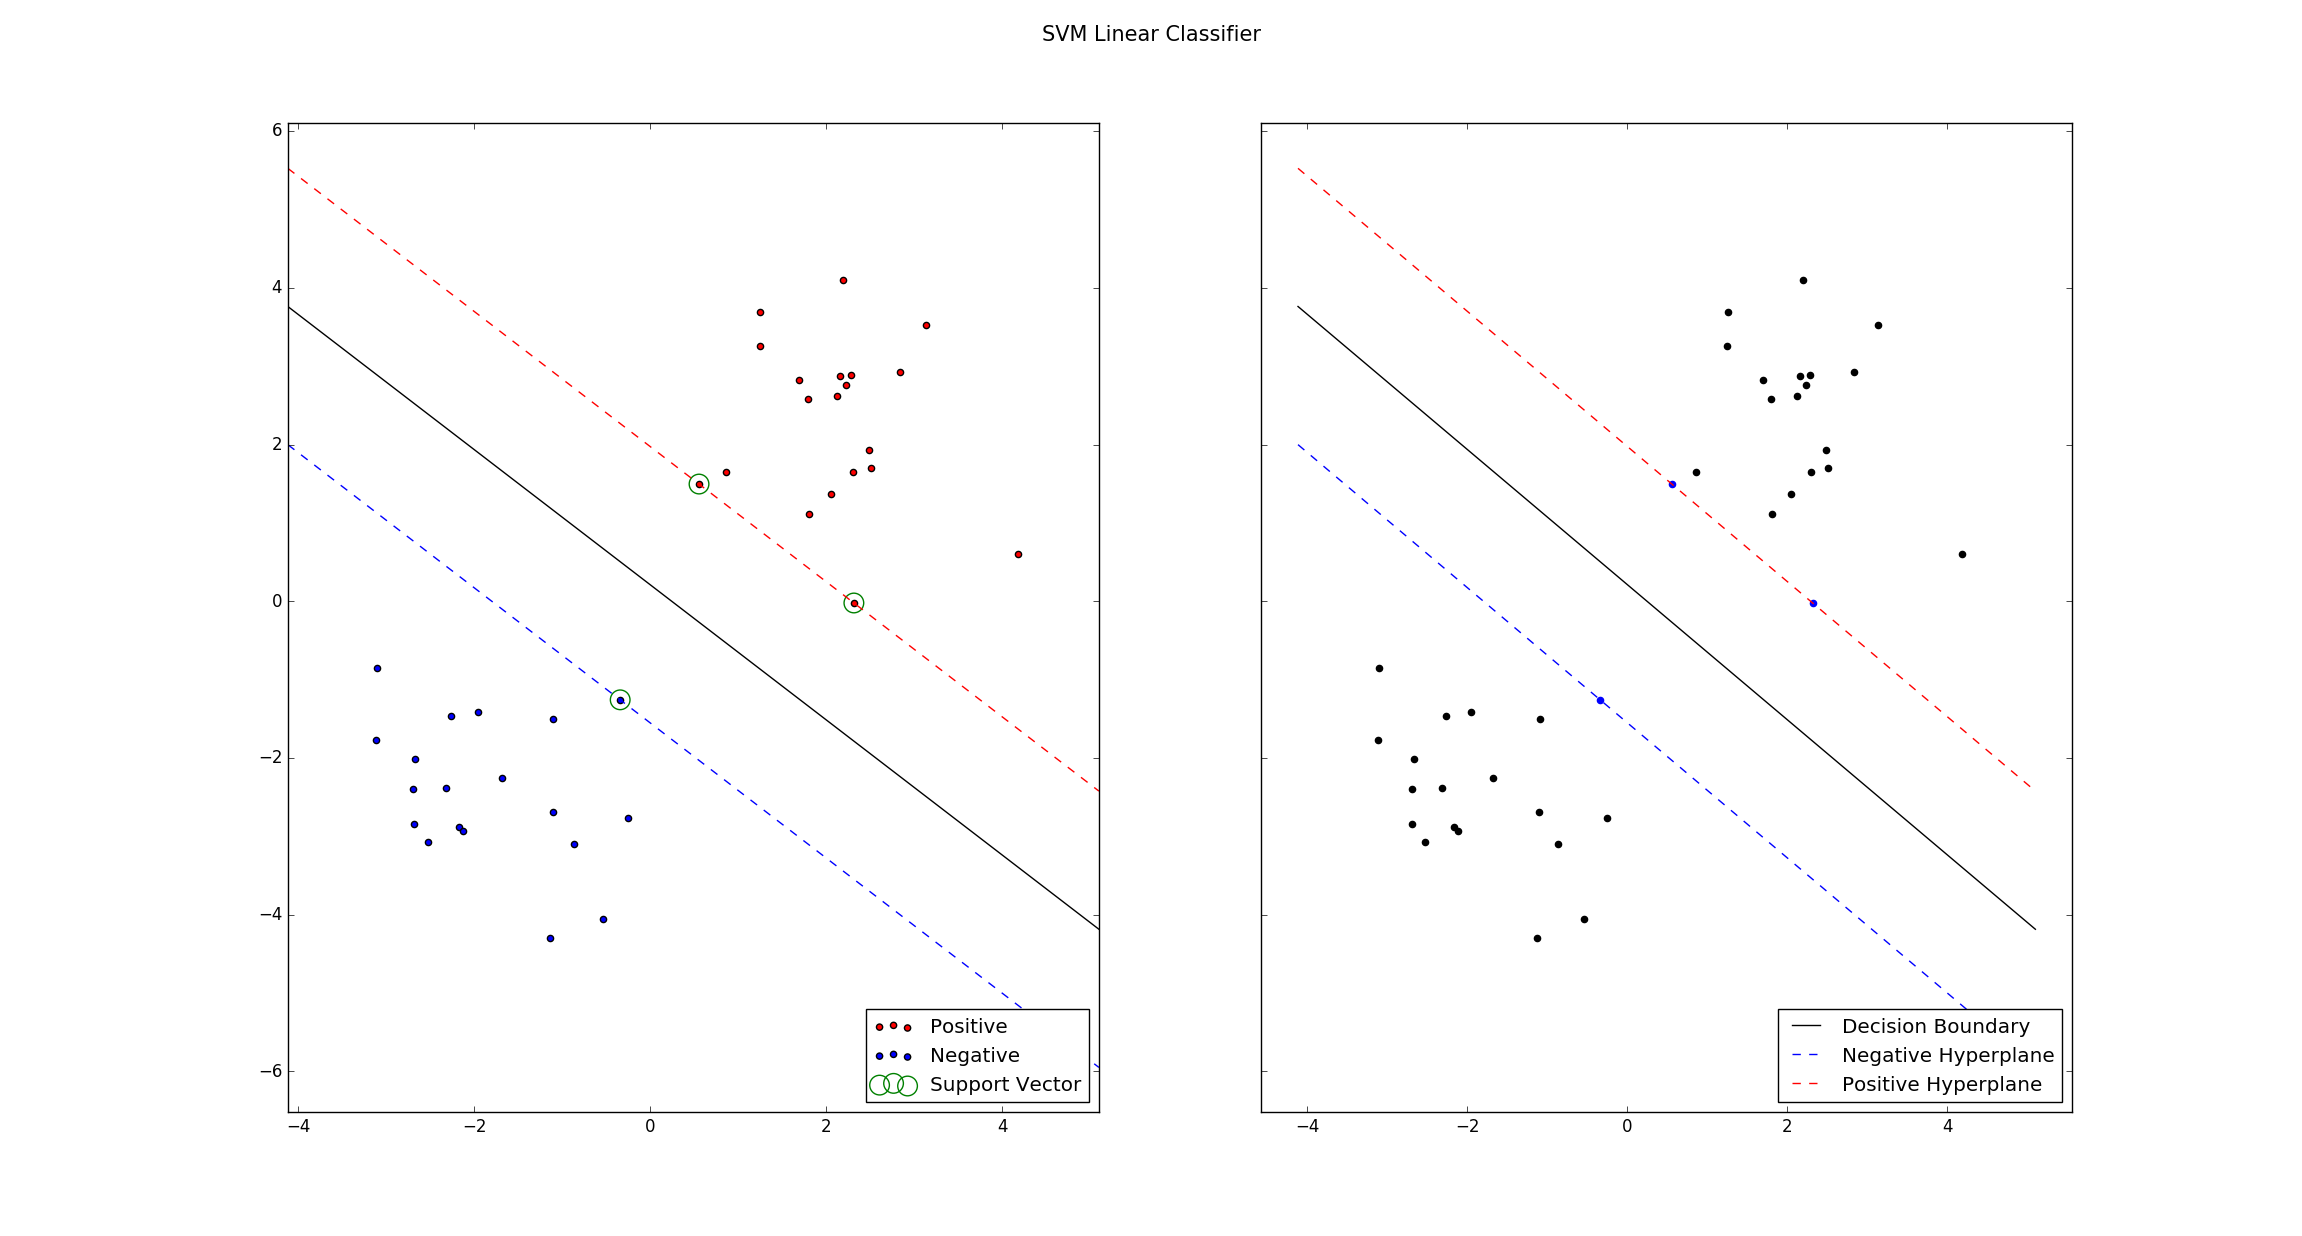 SVM Linear Classifier
6
4
2
0
−2
−4
−6
−4 −2 0 2 4
Positive
Negative
Support Vector
−4 −2 0 2 4
Decision Boundary
Negative Hyperplane
Positive Hyperplane